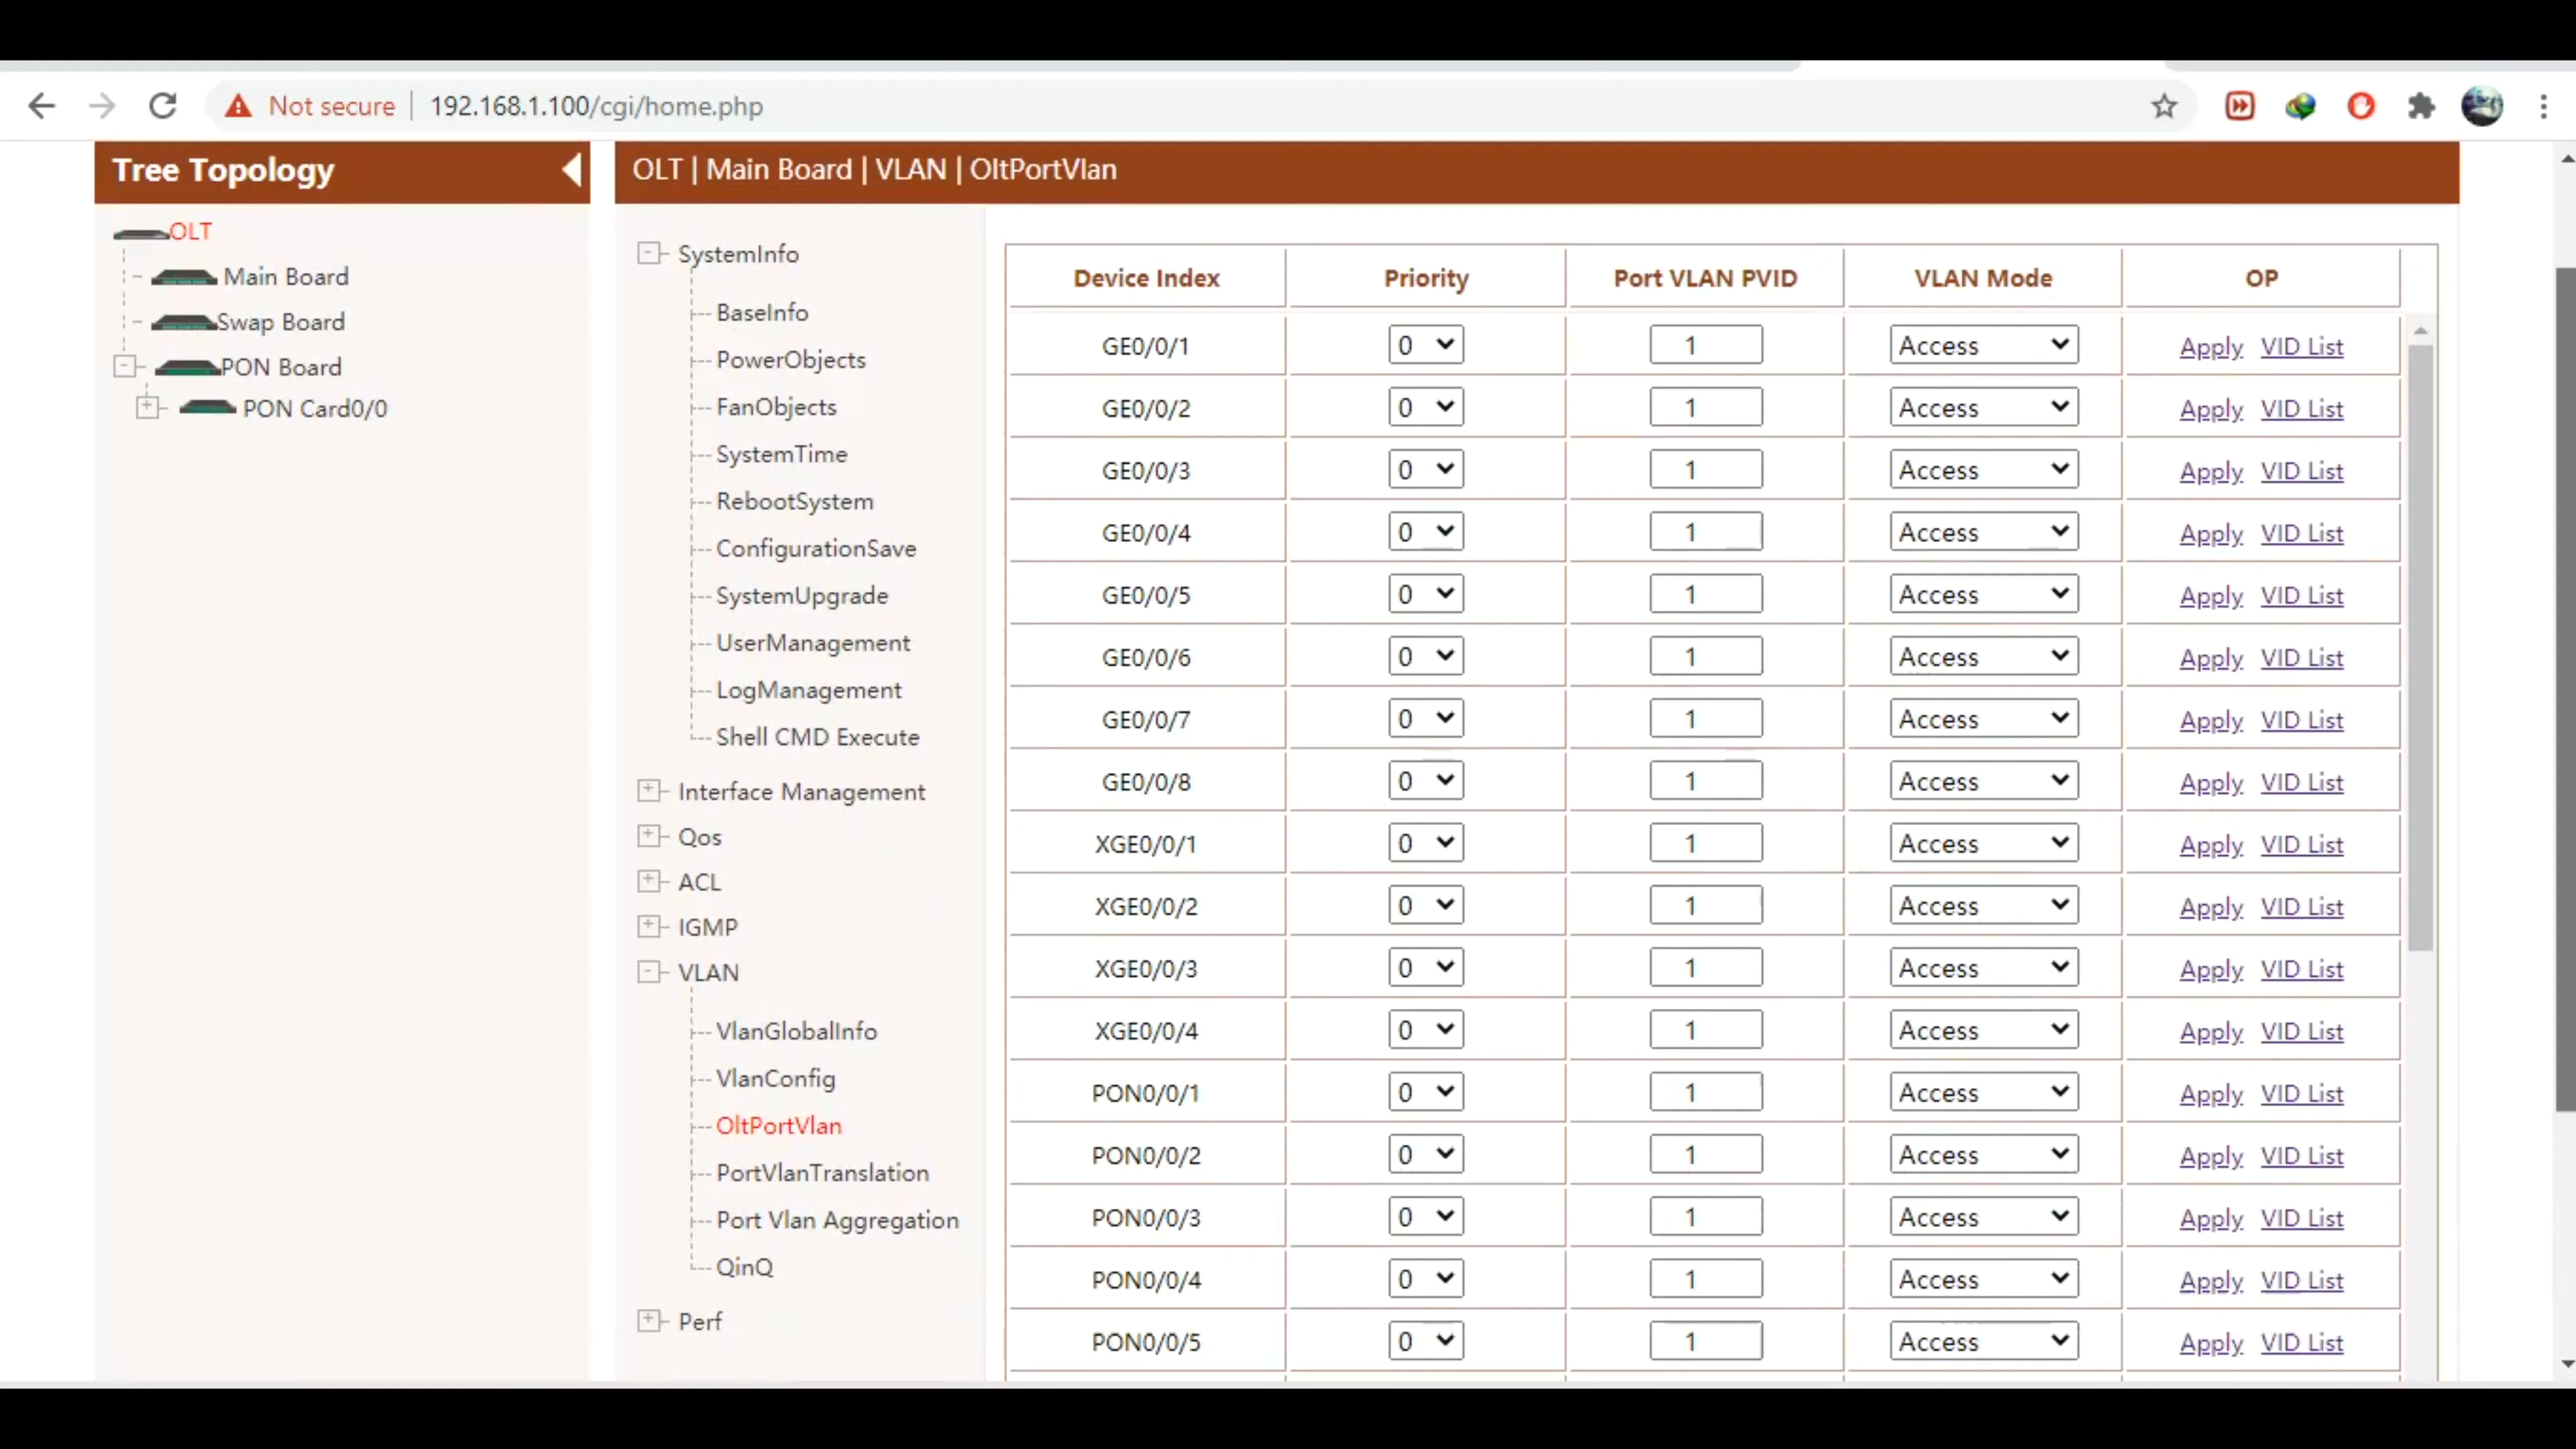 Not secure | 192.168.1.100/cgi/home.php
Tree Topology
OLT
Main Board
Swap Board
PON Board
PON Card0/0
OLT | Main Board | VLAN | OltPortVlan
SystemInfo
BaseInfo
PowerObjects
FanObjects
SystemTime
RebootSystem
ConfigurationSave
SystemUpgrade
UserManagement
LogManagement
Shell CMD Execute
Interface Management
Qos
ACL
IGMP
VLAN
VlanGlobalInfo
VlanConfig
OltPortVlan
PortVlanTranslation
Port Vlan Aggregation
QinQ
Perf
Device Index Priority Port VLAN PVID VLAN Mode OP
GE0/0/1 0 1 Access Apply VID List
GE0/0/2 0 1 Access Apply VID List
GE0/0/3 0 1 Access Apply VID List
GE0/0/4 0 1 Access Apply VID List
GE0/0/5 0 1 Access Apply VID List
GE0/0/6 0 1 Access Apply VID List
GE0/0/7 0 1 Access Apply VID List
GE0/0/8 0 1 Access Apply VID List
XGE0/0/1 0 1 Access Apply VID List
XGE0/0/2 0 1 Access Apply VID List
XGE0/0/3 0 1 Access Apply VID List
XGE0/0/4 0 1 Access Apply VID List
PON0/0/1 0 1 Access Apply VID List
PON0/0/2 0 1 Access Apply VID List
PON0/0/3 0 1 Access Apply VID List
PON0/0/4 0 1 Access Apply VID List
PON0/0/5 0 1 Access Apply VID List